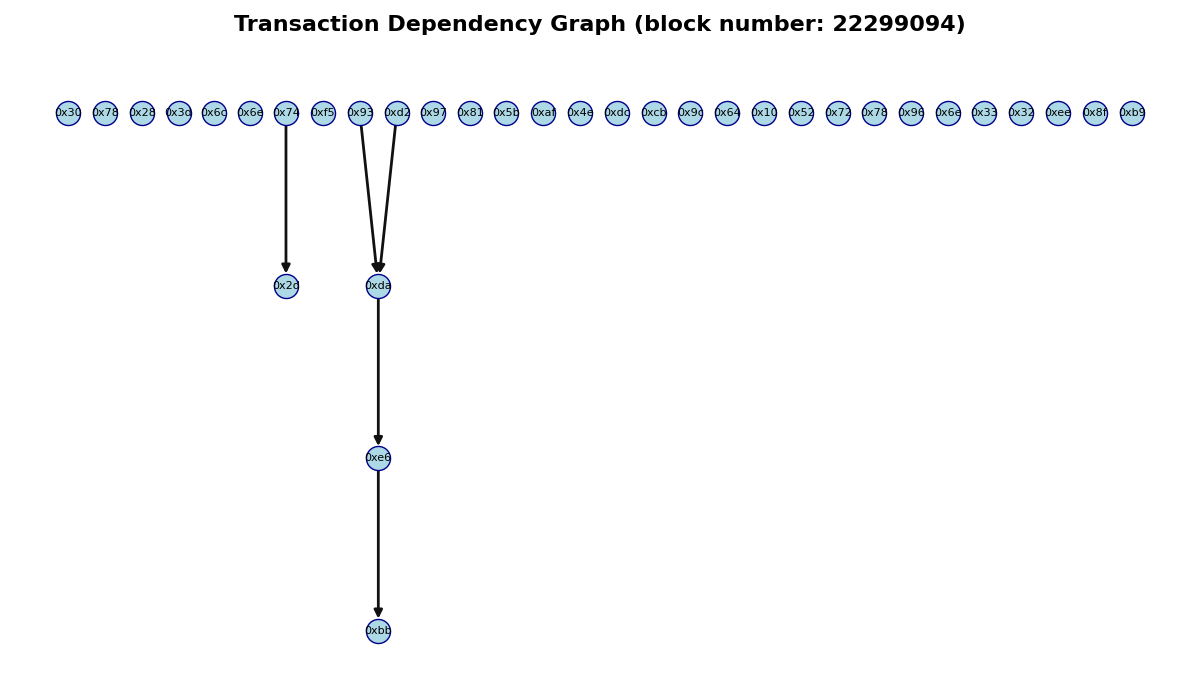 Transaction Dependency Graph (block number: 22299094)
0x30 0x78 0x28 0x3d 0x6c 0x6e 0x74 0xf5 0x93 0xd2 0x97 0x81 0x5b 0xaf 0x4e 0xdc 0xcb 0x9c 0x64 0x10 0x52 0x72 0x78 0x96 0x6e 0x33 0x32 0xee 0x8f 0xb9
0x2d 0xda
0xe6
0xbb